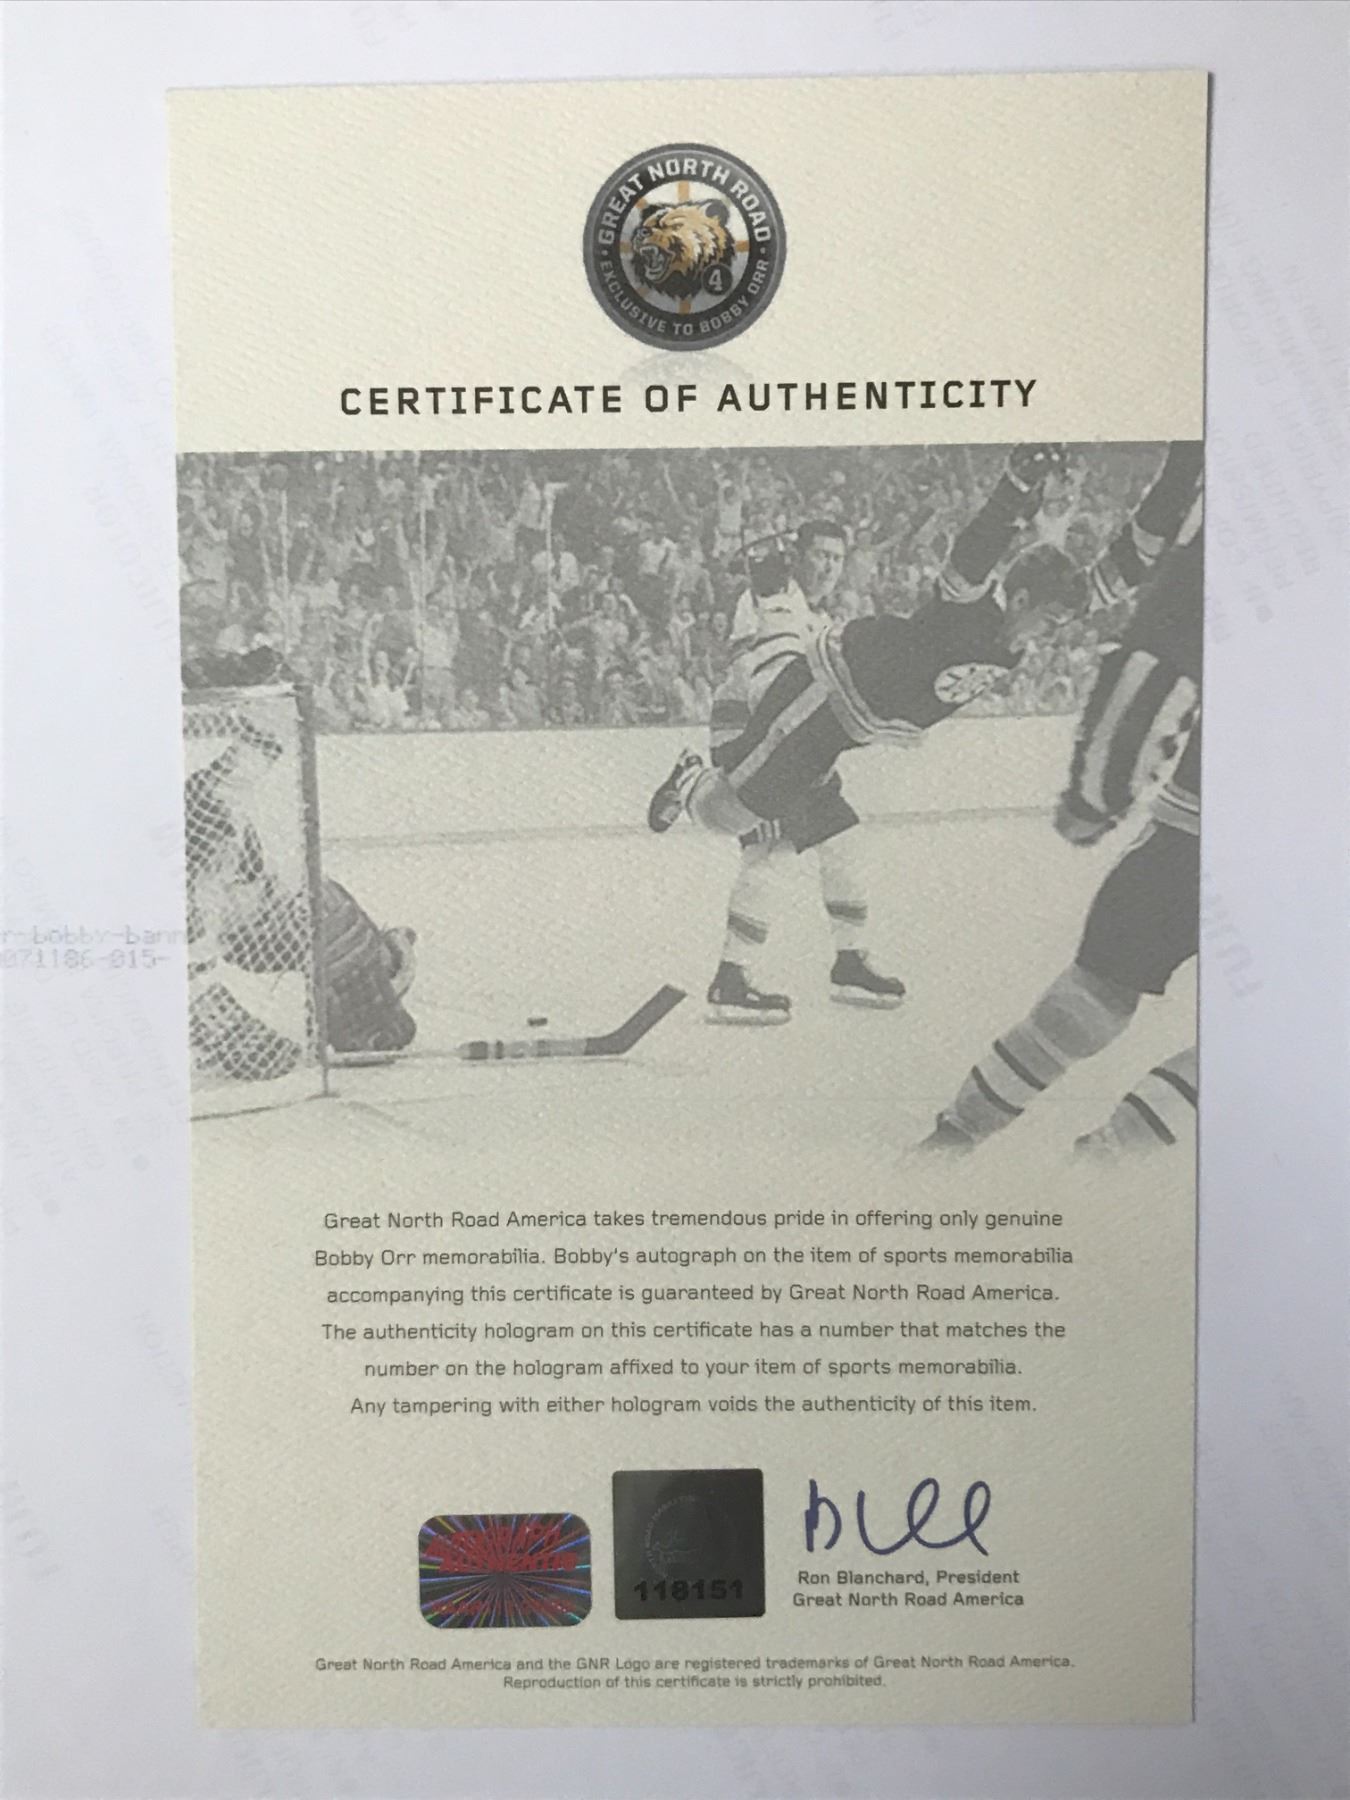 GREAT NORTH ROAD
EXCLUSIVE TO BOBBY ORR
4
CERTIFICATE OF AUTHENTICITY
r-bobby-bann
071186-015-
Great North Road America takes tremendous pride in offering only genuine
Bobby Orr memorabilia. Bobby's autograph on the item of sports memorabilia
accompanying this certificate is guaranteed by Great North Road America.
The authenticity hologram on this certificate has a number that matches the
number on the hologram affixed to your item of sports memorabilia.
Any tampering with either hologram voids the authenticity of this item.
118151
Ron Blanchard, President
Great North Road America
Great North Road America and the GNR Logo are registered trademarks of Great North Road America.
Reproduction of this certificate is strictly prohibited.